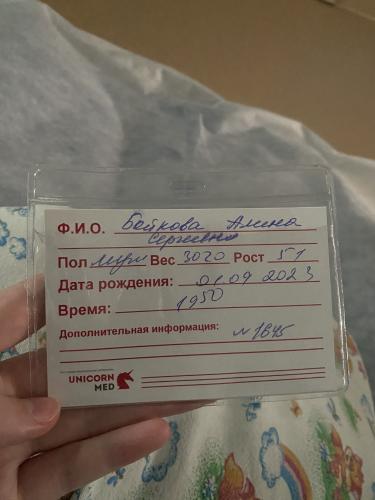 Ф.И.О. Бойкова Алина
Сергеевна
Пол муж Вес 3020 Рост 51
Дата рождения: 01.09 2023
Время: 1950
Дополнительная информация: N 1645
UNICORN
MED